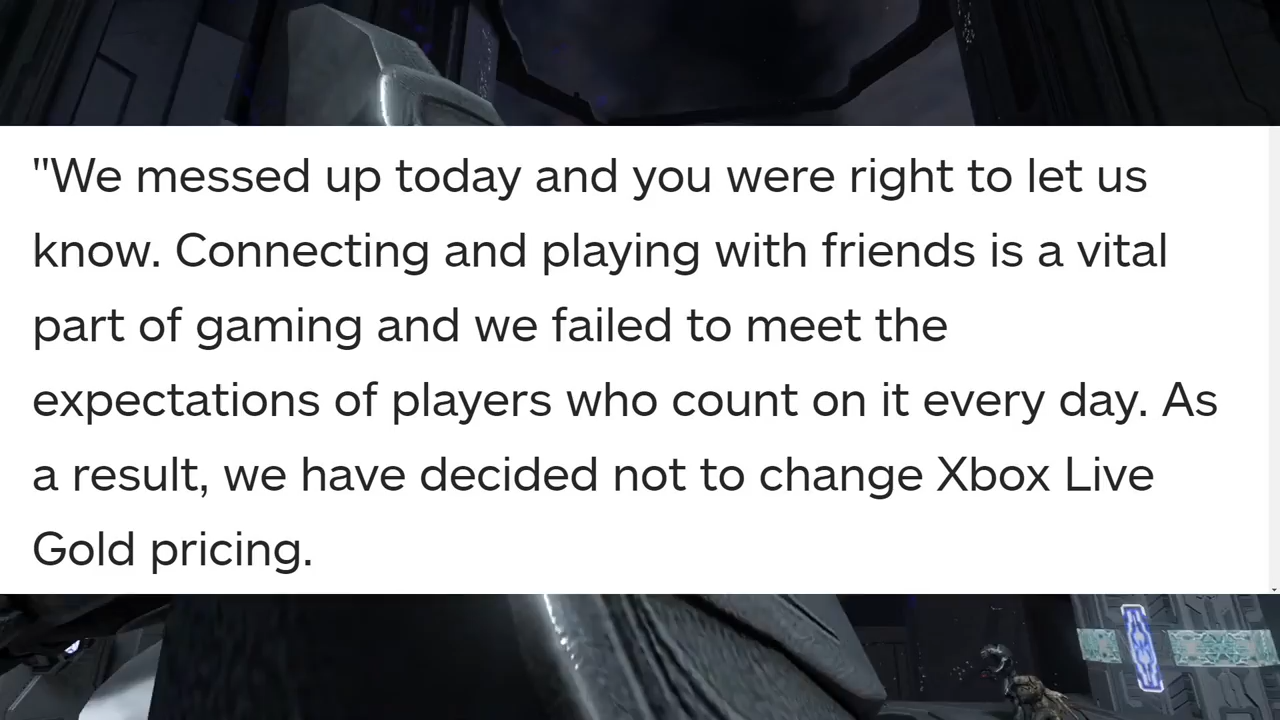 "We messed up today and you were right to let us
know. Connecting and playing with friends is a vital
part of gaming and we failed to meet the
expectations of players who count on it every day. As
a result, we have decided not to change Xbox Live
Gold pricing.